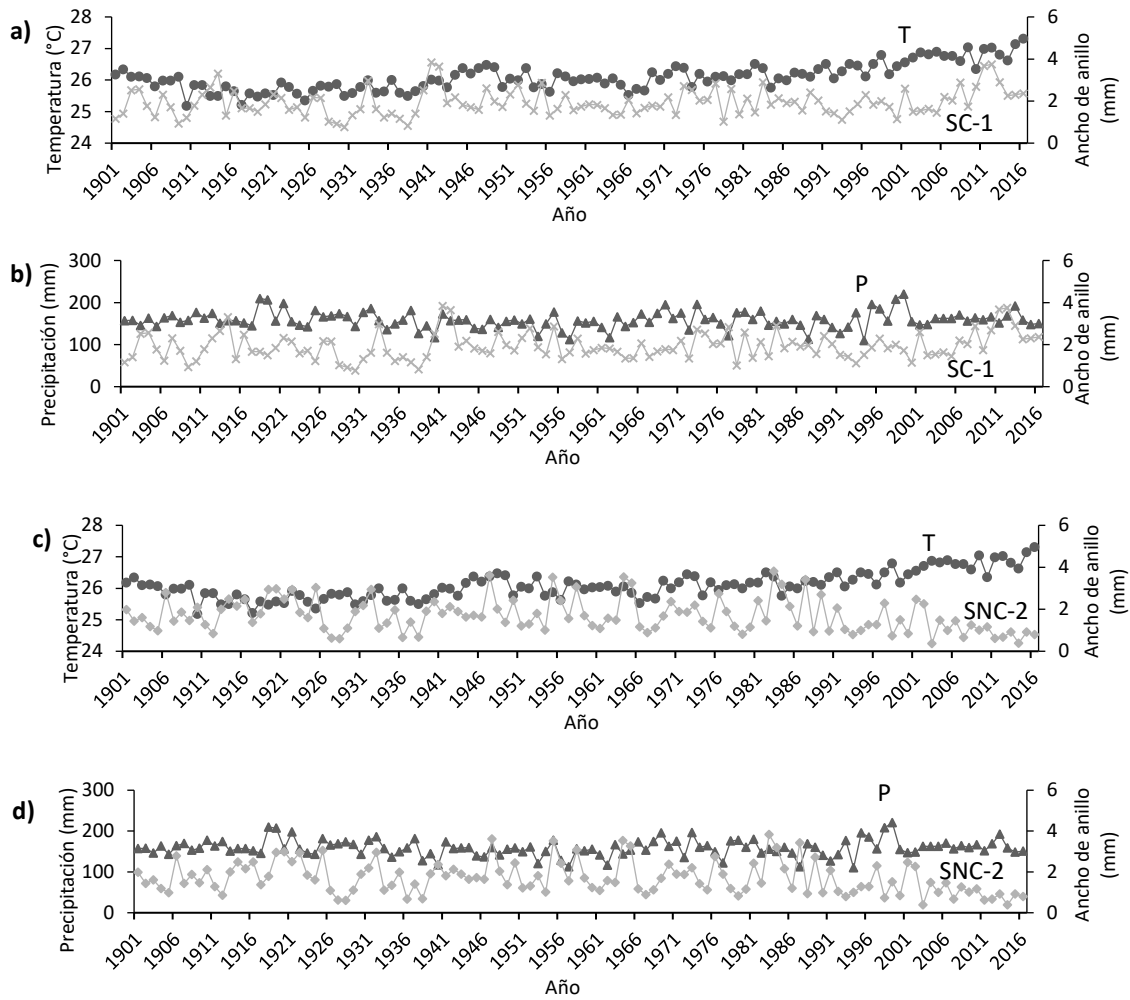 a)
Temperatura (°C)
28
27
26
25
24
T
SC-1
6
4
2
0
Ancho de anillo
(mm)
1901 1906 1911 1916 1921 1926 1931 1936 1941 1946 1951 1956 1961 1966 1971 1976 1981 1986 1991 1996 2001 2006 2011 2016
Año
b)
Precipitación (mm)
300
200
100
0
P
SC-1
6
4
2
0
Ancho de anillo
(mm)
1901 1906 1911 1916 1921 1926 1931 1936 1941 1946 1951 1956 1961 1966 1971 1976 1981 1986 1991 1996 2001 2006 2011 2016
Año
c)
Temperatura (°C)
28
27
26
25
24
T
SNC-2
6
4
2
0
Ancho de anillo
(mm)
1901 1906 1911 1916 1921 1926 1931 1936 1941 1946 1951 1956 1961 1966 1971 1976 1981 1986 1991 1996 2001 2006 2011 2016
Año
d)
Precipitación (mm)
300
200
100
0
P
SNC-2
6
4
2
0
Ancho de anillo
(mm)
1901 1906 1911 1916 1921 1926 1931 1936 1941 1946 1951 1956 1961 1966 1971 1976 1981 1986 1991 1996 2001 2006 2011 2016
Año